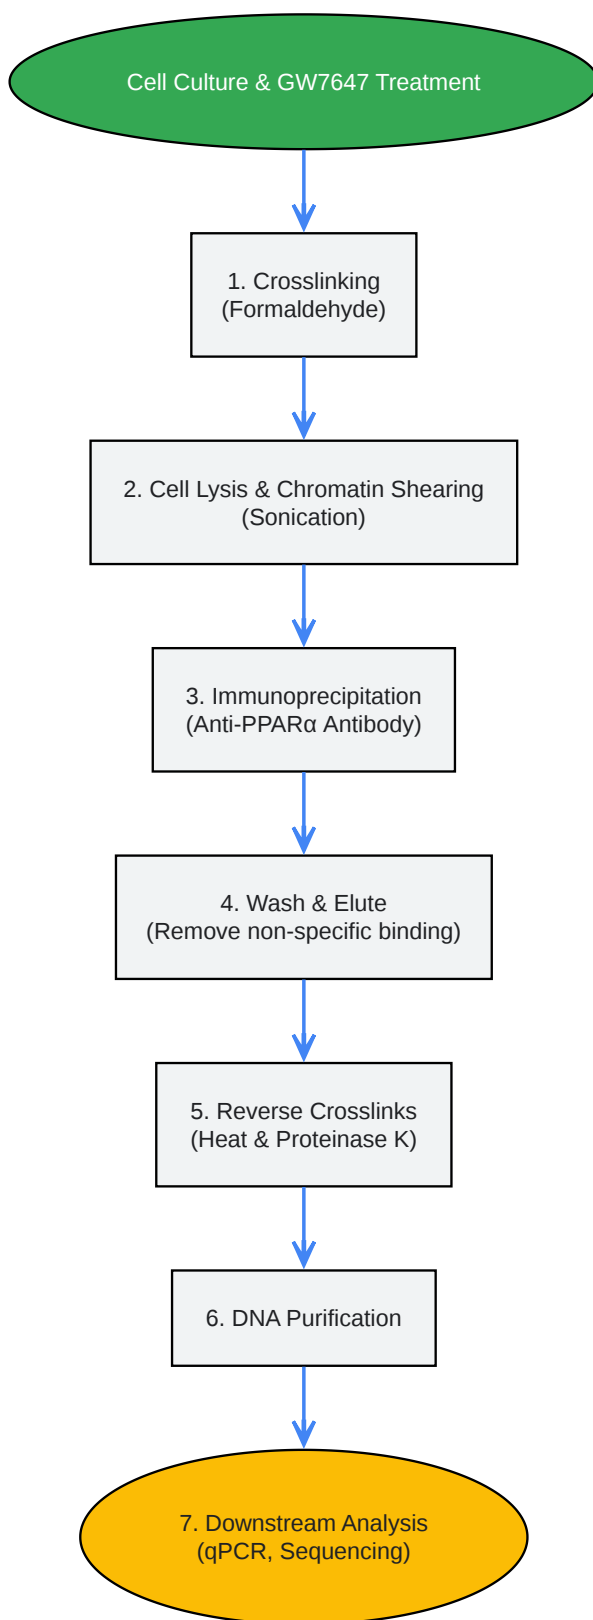 Cell Culture & GW7647 Treatment
1. Crosslinking
(Formaldehyde)
2. Cell Lysis & Chromatin Shearing
(Sonication)
3. Immunoprecipitation
(Anti-PPARα Antibody)
4. Wash & Elute
(Remove non-specific binding)
5. Reverse Crosslinks
(Heat & Proteinase K)
6. DNA Purification
7. Downstream Analysis
(qPCR, Sequencing)